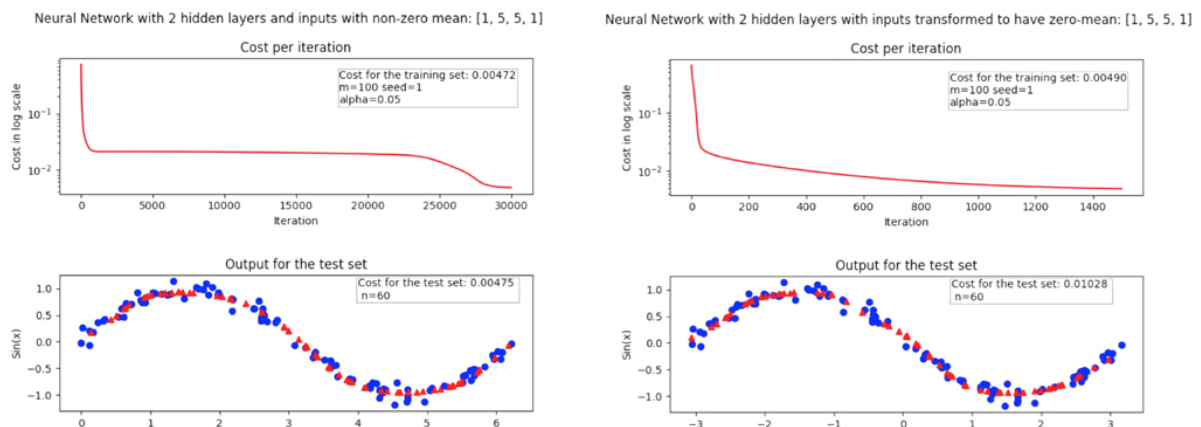 Neural Network with 2 hidden layers and inputs with non-zero mean: [1, 5, 5, 1]
Cost per iteration
Cost for the training set: 0.00472
m=100 seed=1
alpha=0.05
Cost in log scale
10⁻¹
10⁻²
0 5000 10000 15000 20000 25000 30000
Iteration
Output for the test set
Cost for the test set: 0.00475
n=60
Sin(x)
1.0
0.5
0.0
−0.5
−1.0
0 1 2 3 4 5 6
Neural Network with 2 hidden layers with inputs transformed to have zero-mean: [1, 5, 5, 1]
Cost per iteration
Cost for the training set: 0.00490
m=100 seed=1
alpha=0.05
Cost in log scale
10⁻¹
10⁻²
0 200 400 600 800 1000 1200 1400
Iteration
Output for the test set
Cost for the test set: 0.01028
n=60
Sin(x)
1.0
0.5
0.0
−0.5
−1.0
−3 −2 −1 0 1 2 3